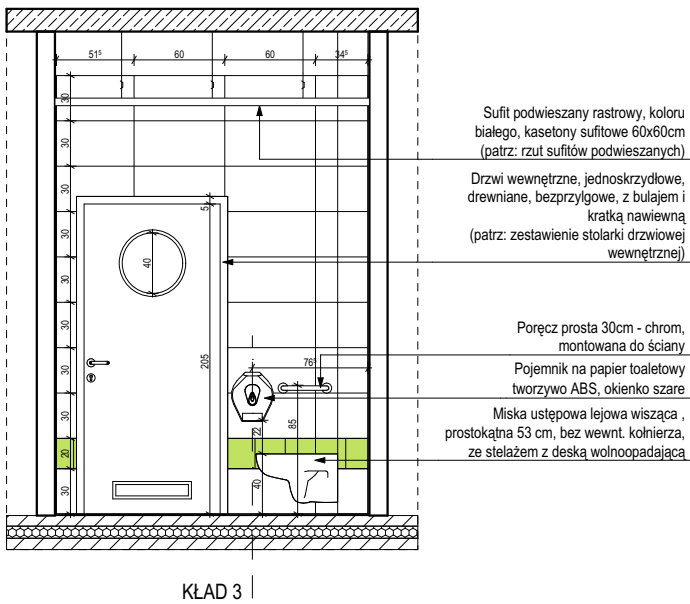 51⁵ 60 60 34⁵
30
30
30
30
30
30
30
30
20
30
5
40
205
76⁵
22
85
40
Sufit podwieszany rastrowy, koloru
białego, kasetony sufitowe 60x60cm
(patrz: rzut sufitów podwieszanych)
Drzwi wewnętrzne, jednoskrzydłowe,
drewniane, bezprzylgowe, z bulajem i
kratką nawiewną
(patrz: zestawienie stolarki drzwiowej
wewnętrznej)
Poręcz prosta 30cm - chrom,
montowana do ściany
Pojemnik na papier toaletowy
tworzywo ABS, okienko szare
Miska ustępowa lejowa wisząca ,
prostokątna 53 cm, bez wewnt. kołnierza,
ze stelażem z deską wolnoopadającą
KŁAD 3